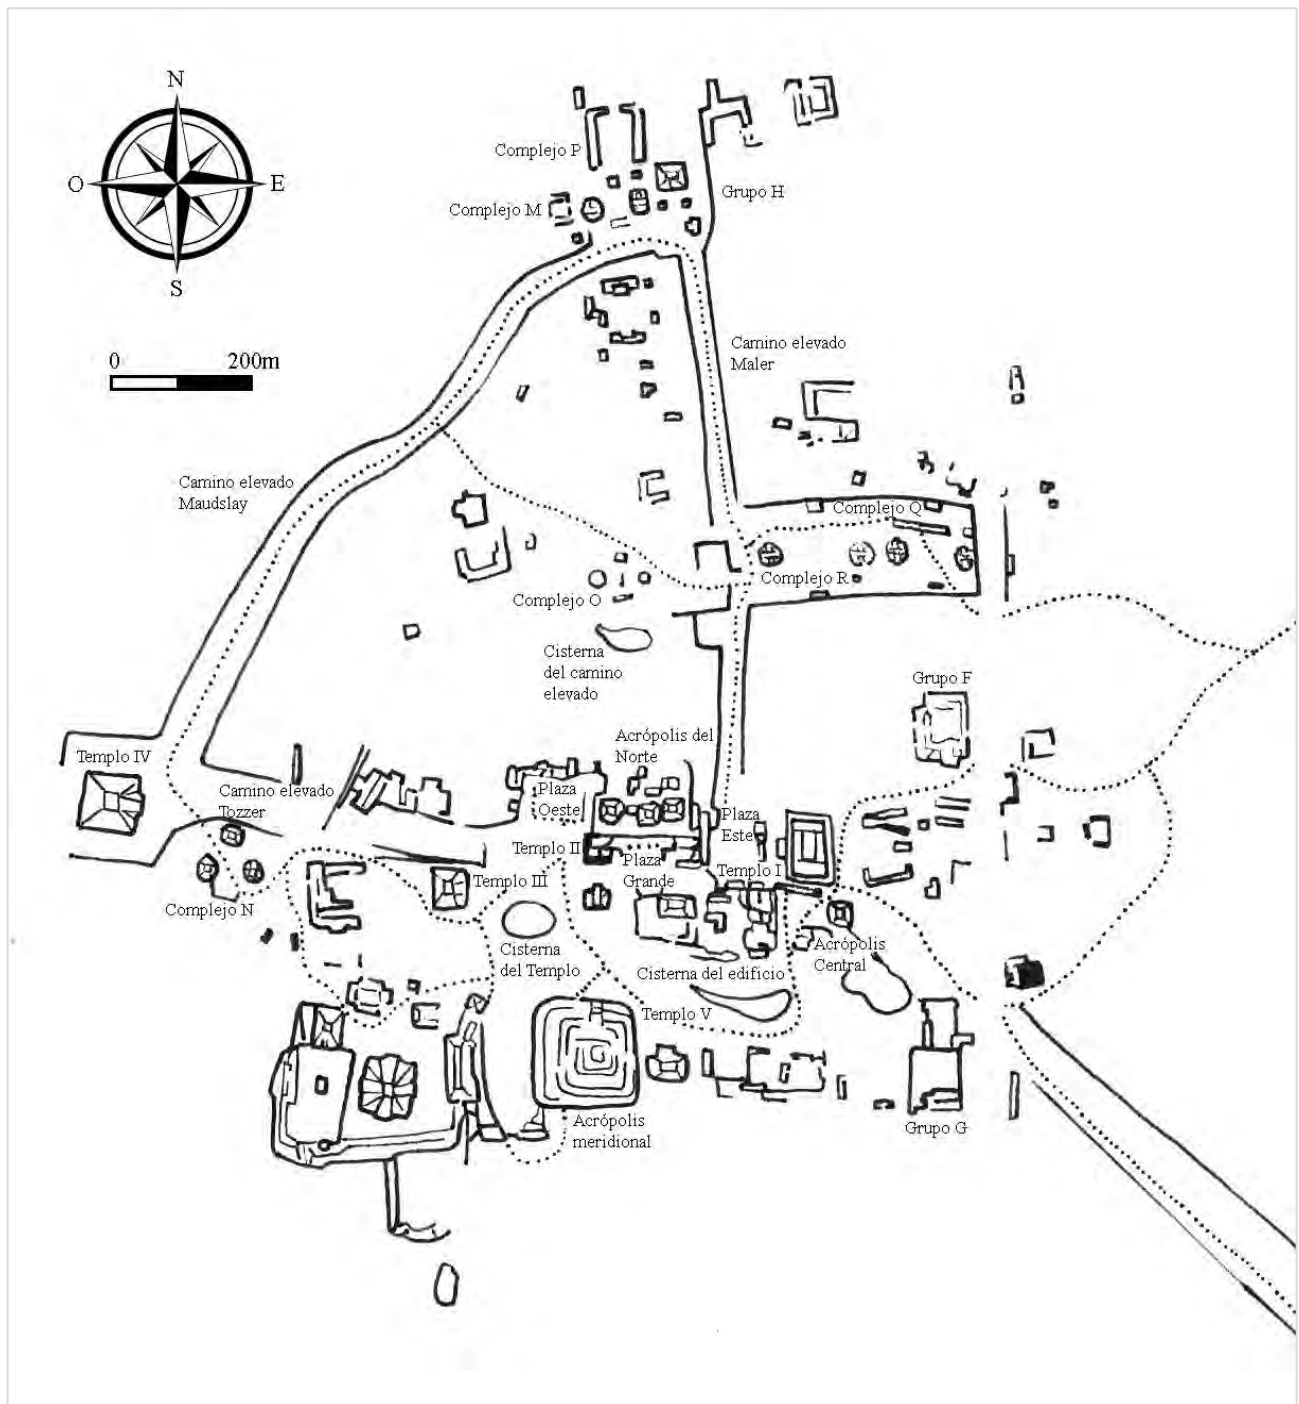 N
O
E
S
0 200m
Complejo P
Complejo M
Grupo H
Camino elevado
Maler
Camino elevado
Maudslay
Complejo Q
Complejo R
Complejo O
Cisterna
del camino
elevado
Grupo F
Templo IV
Acrópolis del
Norte
Camino elevado
Tozzer
Plaza
Oeste
Plaza
Este
Templo II
Plaza
Grande
Templo I
Templo III
Complejo N
Cisterna
del Templo
Acrópolis
Central
Cisterna del edificio
Templo V
Acrópolis
meridional
Grupo G